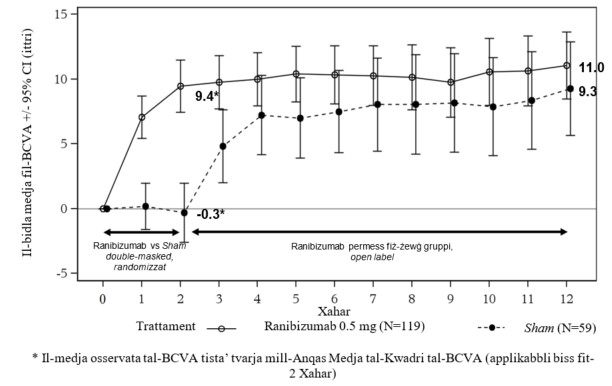 Il-bidla medja fil-BCVA +/- 95% CI (ittri)
15
10
5
0
-5
9.4*
-0.3*
11.0
9.3
Ranibizumab vs Sham
double-masked,
randomizzat
Ranibizumab permess fiż-żewġ gruppi,
open label
0 1 2 3 4 5 6 7 8 9 10 11 12
Xahar
Trattament Ranibizumab 0.5 mg (N=119) Sham (N=59)
* Il-medja osservata tal-BCVA tista’ tvarja mill-Anqas Medja tal-Kwadri tal-BCVA (applikabbli biss fit-
2 Xahar)